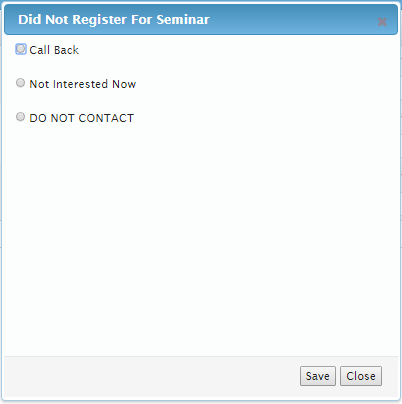 Did Not Register For Seminar
Call Back
Not Interested Now
DO NOT CONTACT
Save Close